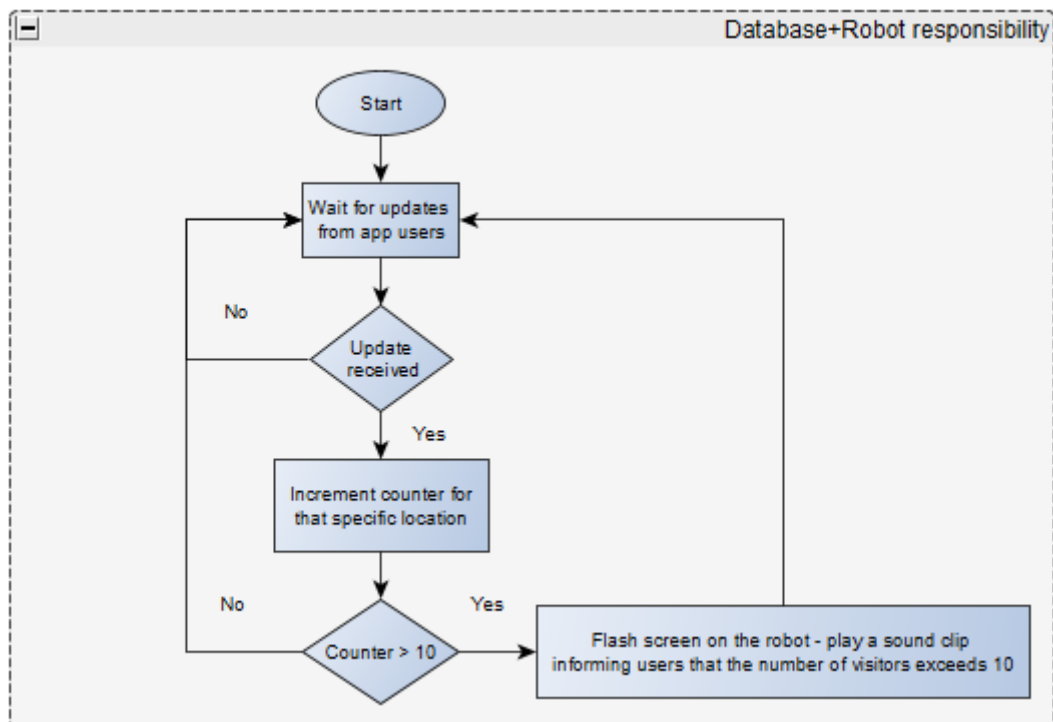 Database+Robot responsibility
Start
Wait for updates
from app users
No
Update
received
Yes
Increment counter for
that specific location
No
Counter > 10
Yes
Flash screen on the robot - play a sound clip
informing users that the number of visitors exceeds 10